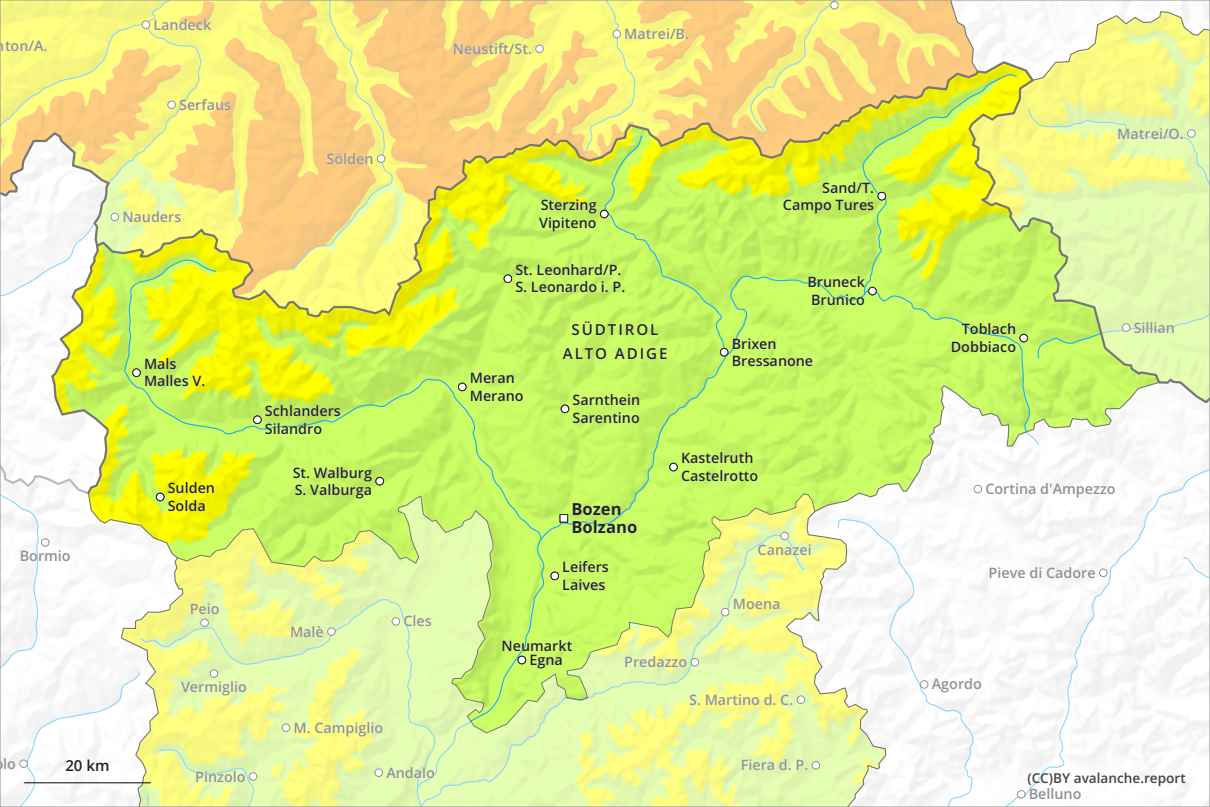 Landeck
nton/A.
Neustift/St.
Matrei/B.
Serfaus
Matrei/O.
Sölden
Sand/T.
Campo Tures
Nauders
Sterzing
Vipiteno
St. Leonhard/P.
S. Leonardo i. P.
Bruneck
Brunico
SÜDTIROL
ALTO ADIGE
Toblach
Dobbiaco
Sillian
Brixen
Bressanone
Mals
Malles V.
Meran
Merano
Schlanders
Silandro
Sarnthein
Sarentino
Kastelruth
Castelrotto
St. Walburg
S. Valburga
Sulden
Solda
Cortina d'Ampezzo
Bozen
Bolzano
Bormio
Canazei
Leifers
Laives
Pieve di Cadore
Peio
Moena
Malè
Cles
Neumarkt
Egna
Predazzo
Vermiglio
Agordo
S. Martino d. C.
M. Campiglio
20 km
olo
Pinzolo
Andalo
Fiera d. P.
(CC)BY avalanche.report
Belluno